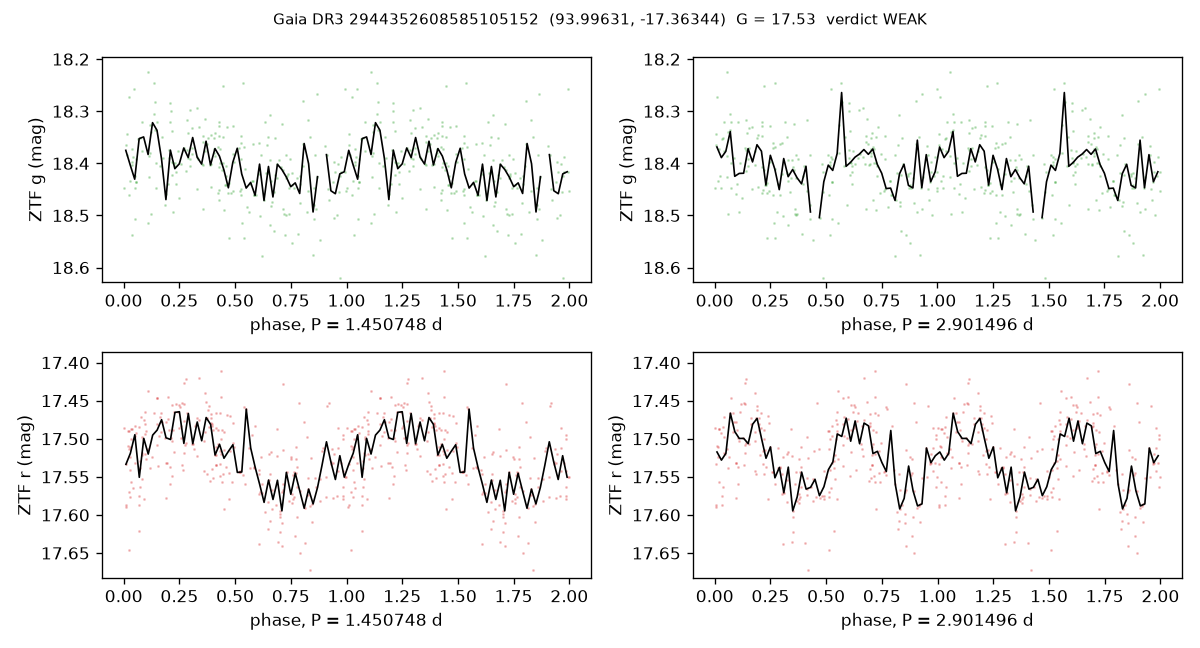 Gaia DR3 2944352608585105152 (93.99631, -17.36344) G = 17.53 verdict WEAK
ZTF g (mag)
18.2
18.3
18.4
18.5
18.6
0.00 0.25 0.50 0.75 1.00 1.25 1.50 1.75 2.00
phase, P = 1.450748 d
ZTF g (mag)
18.2
18.3
18.4
18.5
18.6
0.00 0.25 0.50 0.75 1.00 1.25 1.50 1.75 2.00
phase, P = 2.901496 d
ZTF r (mag)
17.40
17.45
17.50
17.55
17.60
17.65
0.00 0.25 0.50 0.75 1.00 1.25 1.50 1.75 2.00
phase, P = 1.450748 d
ZTF r (mag)
17.40
17.45
17.50
17.55
17.60
17.65
0.00 0.25 0.50 0.75 1.00 1.25 1.50 1.75 2.00
phase, P = 2.901496 d